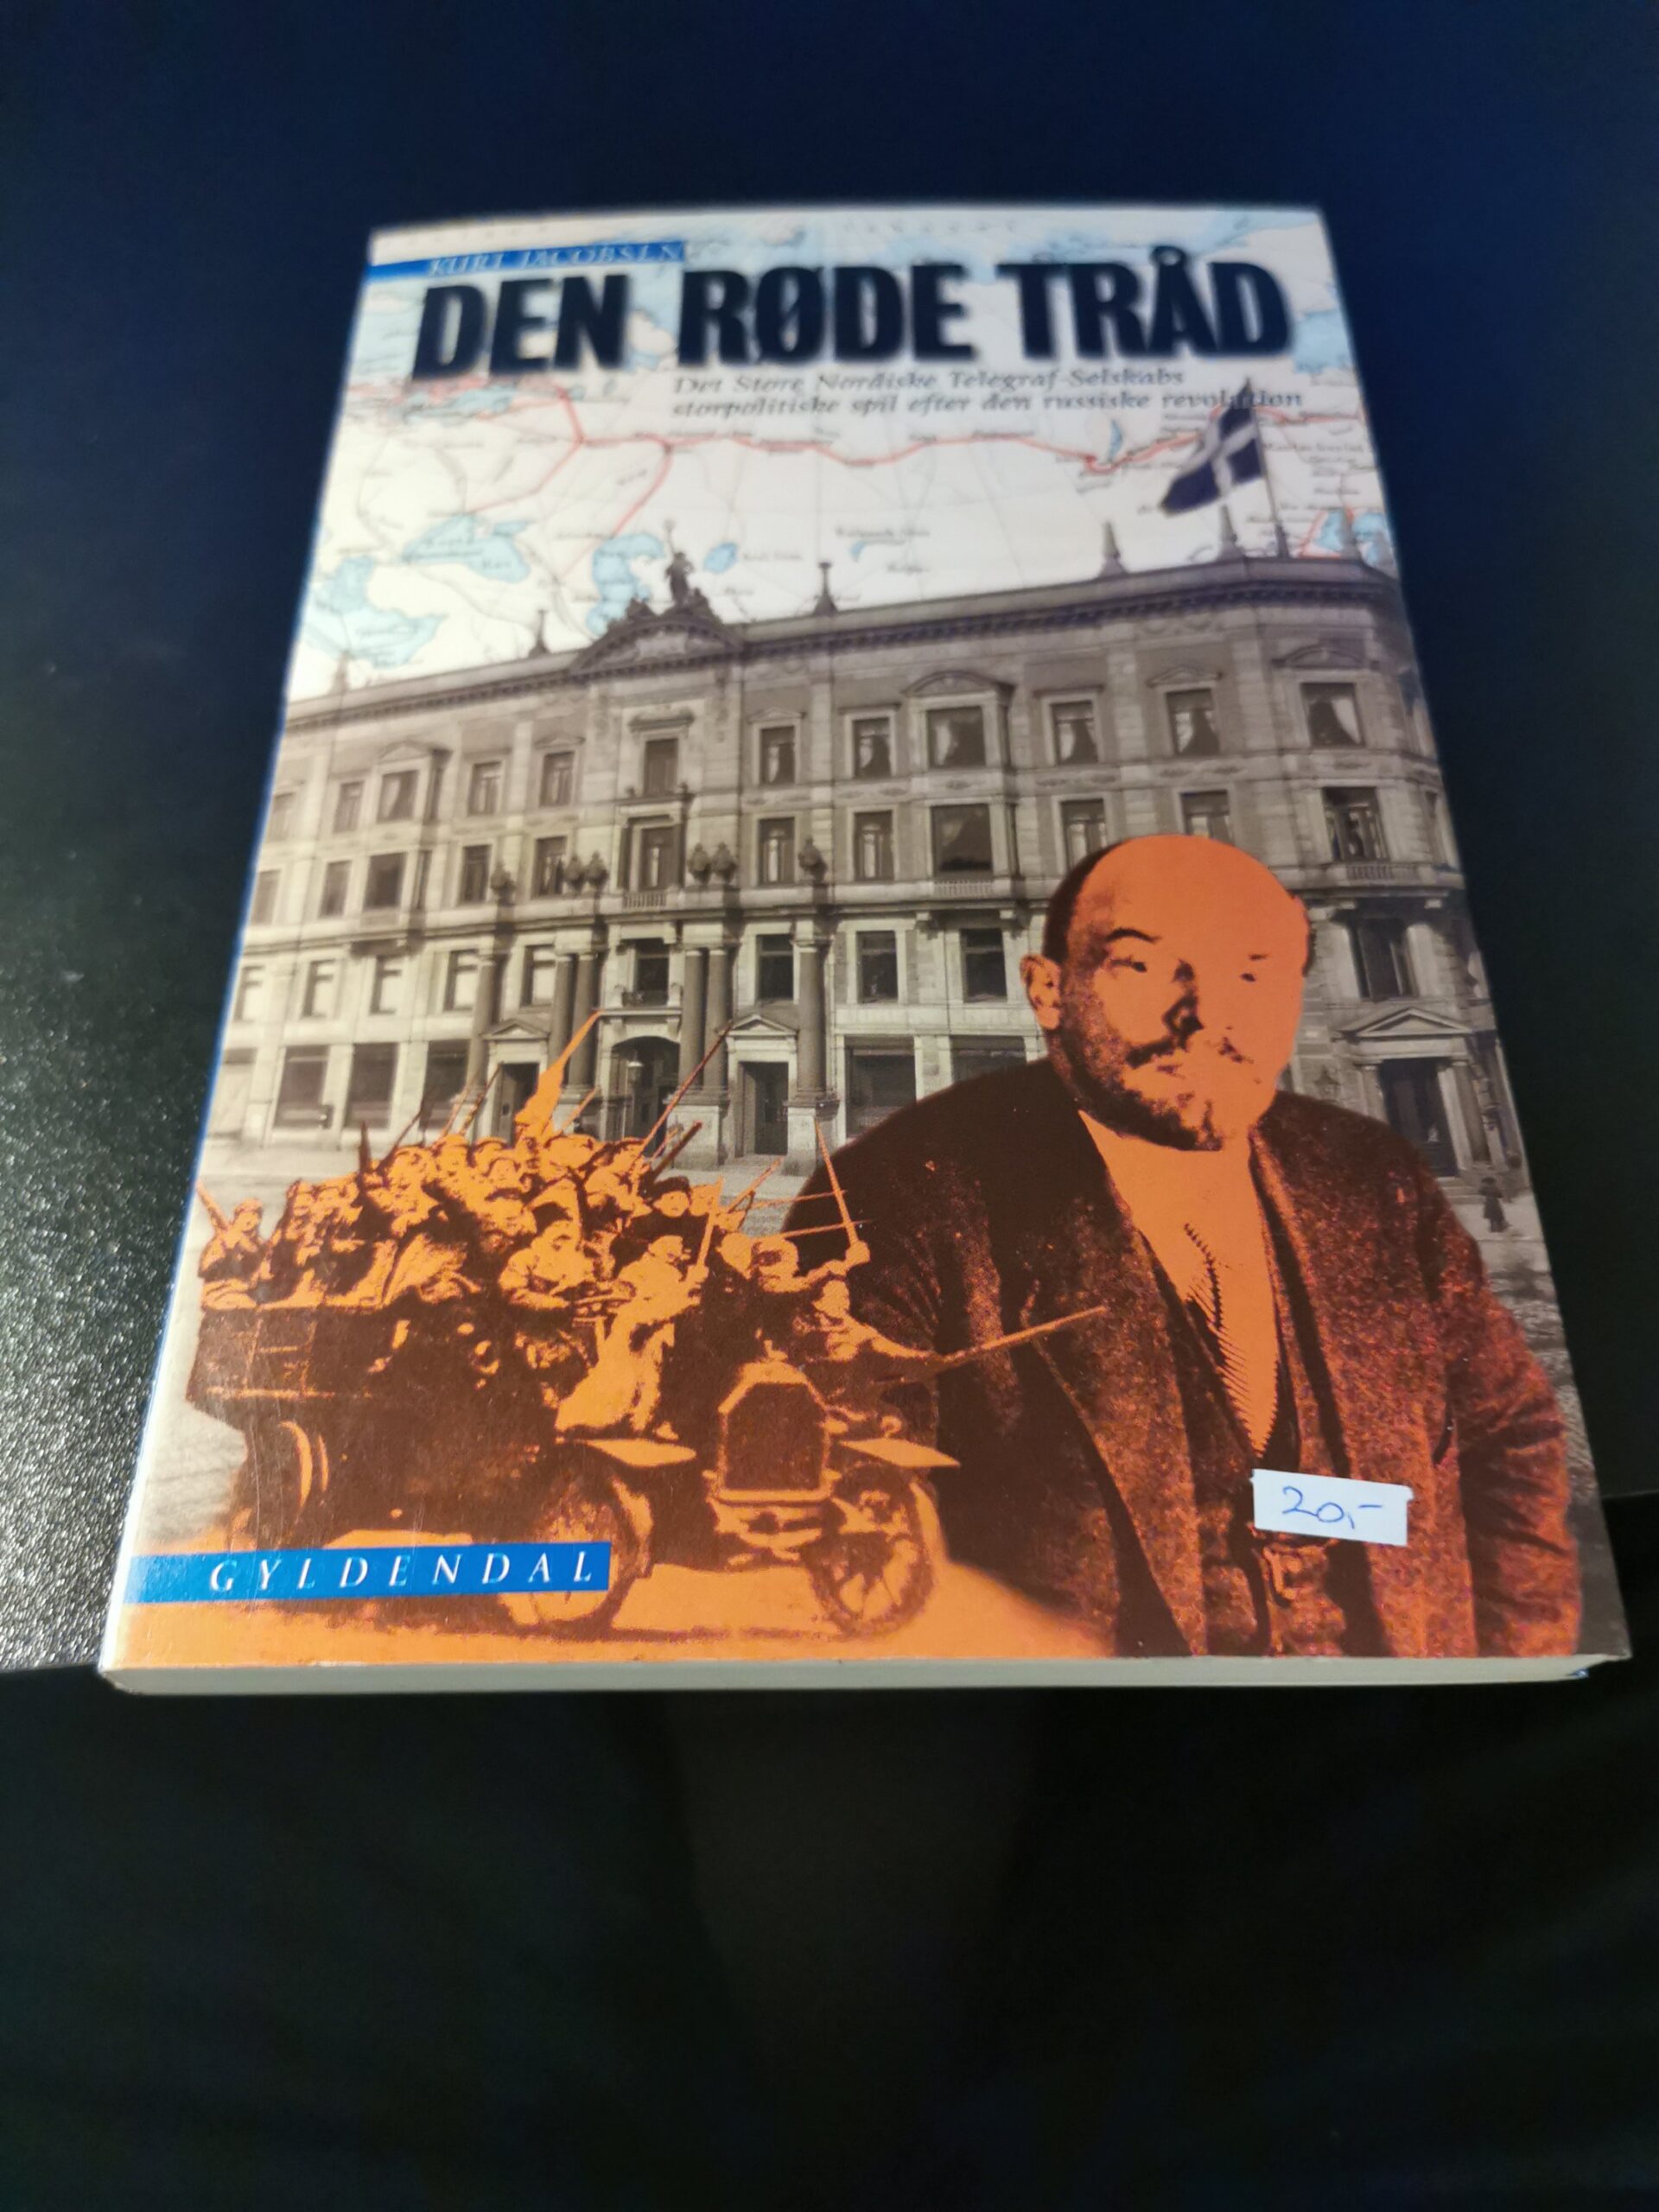 KURT JACOBSEN
DEN RØDE TRÅD
Det Store Nordiske Telegraf-Selskabs
storpolitiske spil efter den russiske revolution
20,-
GYLDENDAL